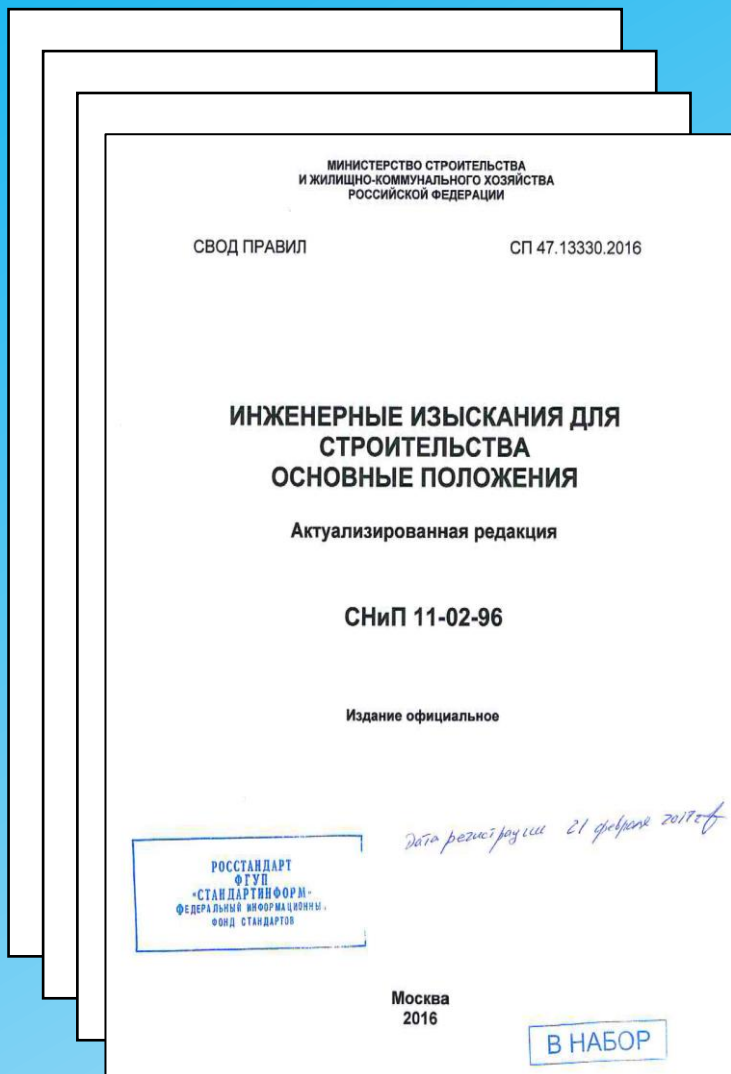 МИНИСТЕРСТВО СТРОИТЕЛЬСТВА
И ЖИЛИЩНО-КОММУНАЛЬНОГО ХОЗЯЙСТВА
РОССИЙСКОЙ ФЕДЕРАЦИИ
СВОД ПРАВИЛ СП 47.13330.2016
ИНЖЕНЕРНЫЕ ИЗЫСКАНИЯ ДЛЯ
СТРОИТЕЛЬСТВА
ОСНОВНЫЕ ПОЛОЖЕНИЯ
Актуализированная редакция
СНиП 11-02-96
Издание официальное
Дата регистрации 21 февраля 2017 г.
РОССТАНДАРТ
ФГУП
«СТАНДАРТИНФОРМ»
ФЕДЕРАЛЬНЫЙ ИНФОРМАЦИОННЫ
ФОНД СТАНДАРТОВ
Москва
2016
В НАБОР